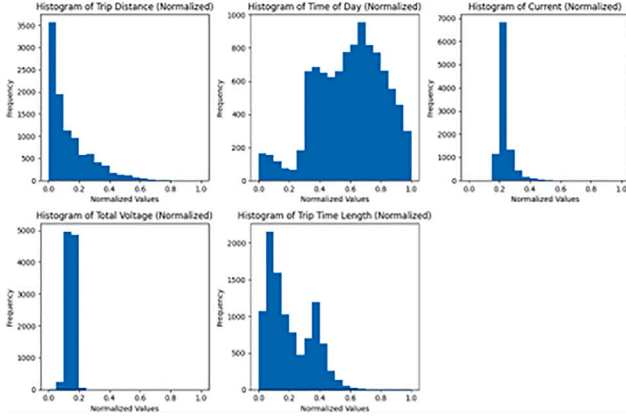 Histogram of Trip Distance (Normalized)
3500
3000
2500
2000
1500
1000
500
0
Frequency
0.0 0.2 0.4 0.6 0.8 1.0
Normalized Values
Histogram of Time of Day (Normalized)
1000
800
600
400
200
0
Frequency
0.0 0.2 0.4 0.6 0.8 1.0
Normalized Values
Histogram of Current (Normalized)
7000
6000
5000
4000
3000
2000
1000
0
Frequency
0.0 0.2 0.4 0.6 0.8 1.0
Normalized Values
Histogram of Total Voltage (Normalized)
5000
4000
3000
2000
1000
0
Frequency
0.0 0.2 0.4 0.6 0.8 1.0
Normalized Values
Histogram of Trip Time Length (Normalized)
2000
1500
1000
500
0
Frequency
0.0 0.2 0.4 0.6 0.8 1.0
Normalized Values